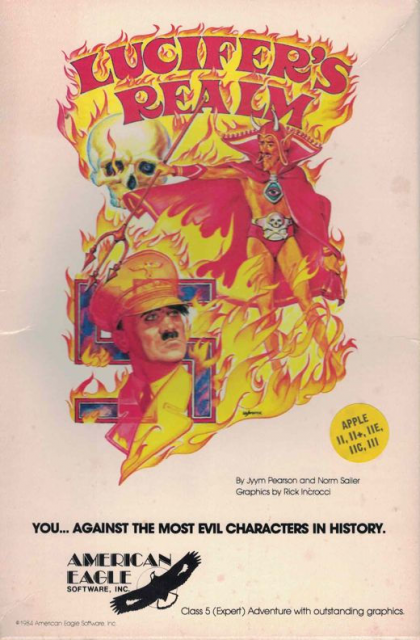 LUCIFER'S
REALM
APPLE
II, II+, IIE,
IIC, III
By Jyym Pearson and Norm Sailer
Graphics by Rick Incrocci
YOU... AGAINST THE MOST EVIL CHARACTERS IN HISTORY.
AMERICAN
EAGLE
SOFTWARE, INC.
Class 5 (Expert) Adventure with outstanding graphics.
©1984 American Eagle Software, Inc.